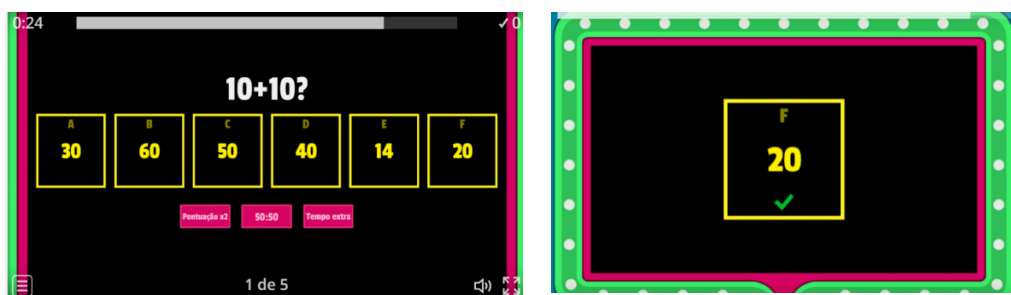 0:24 ✓0
10+10?
A B C D E F
30 60 50 40 14 20
Pontuação x2 50:50 Tempo extra
1 de 5
F
20
✓